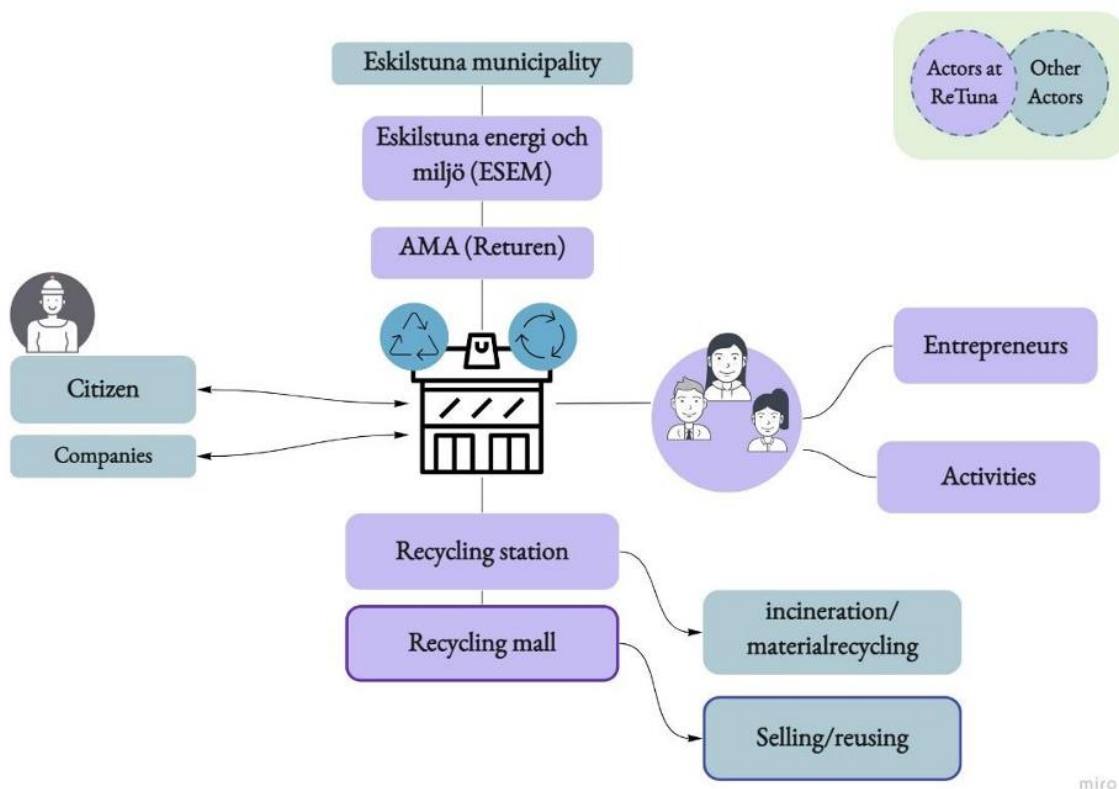 Eskilstuna municipality
Actors at
ReTuna
Other
Actors
Eskilstuna energi och
miljö (ESEM)
AMA (Returen)
Citizen
Companies
Entrepreneurs
Activities
Recycling station
Recycling mall
incineration/
materialrecycling
Selling/reusing
miro